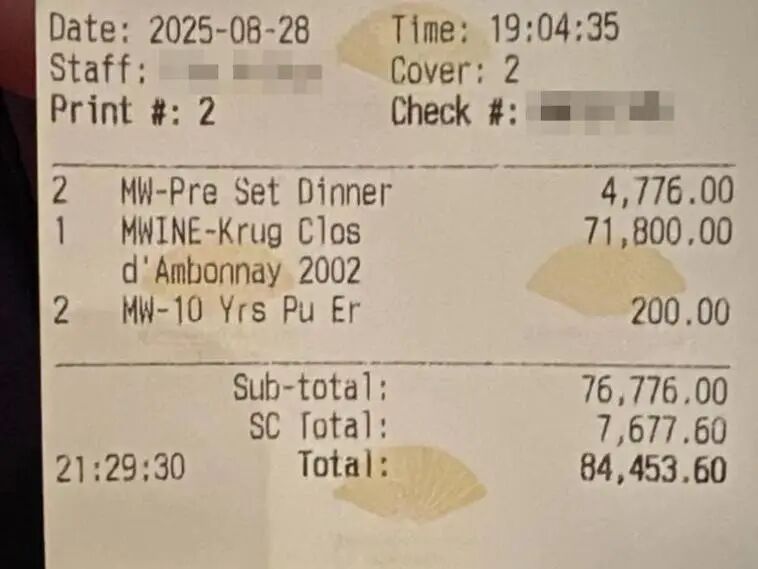 Date: 2025-08-28 Time: 19:04:35
Staff: Cover: 2
Print #: 2 Check #:
2 MW-Pre Set Dinner 4,776.00
1 MWINE-Krug Clos 71,800.00
d'Ambonnay 2002
2 MW-10 Yrs Pu Er 200.00
Sub-total: 76,776.00
SC Total: 7,677.60
21:29:30 Total: 84,453.60